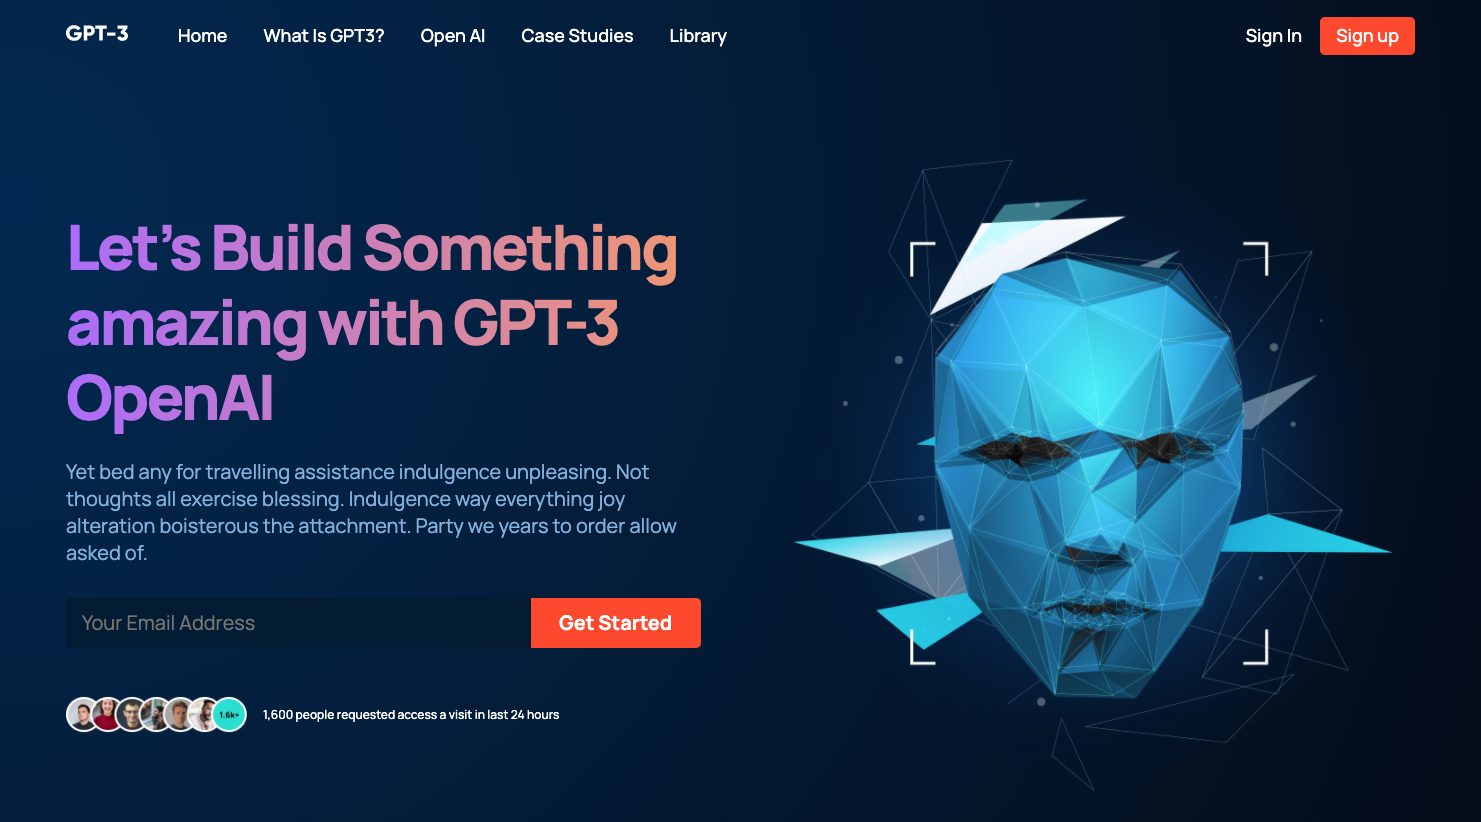 GPT-3
Home
What Is GPT3?
Open AI
Case Studies
Library
Sign In
Sign up
Let's Build Something
amazing with GPT-3
OpenAI
Yet bed any for travelling assistance indulgence unpleasing. Not
thoughts all exercise blessing. Indulgence way everything joy
alteration boisterous the attachment. Party we years to order allow
asked of.
Your Email Address
Get Started
1.6k+
1,600 people requested access a visit in last 24 hours